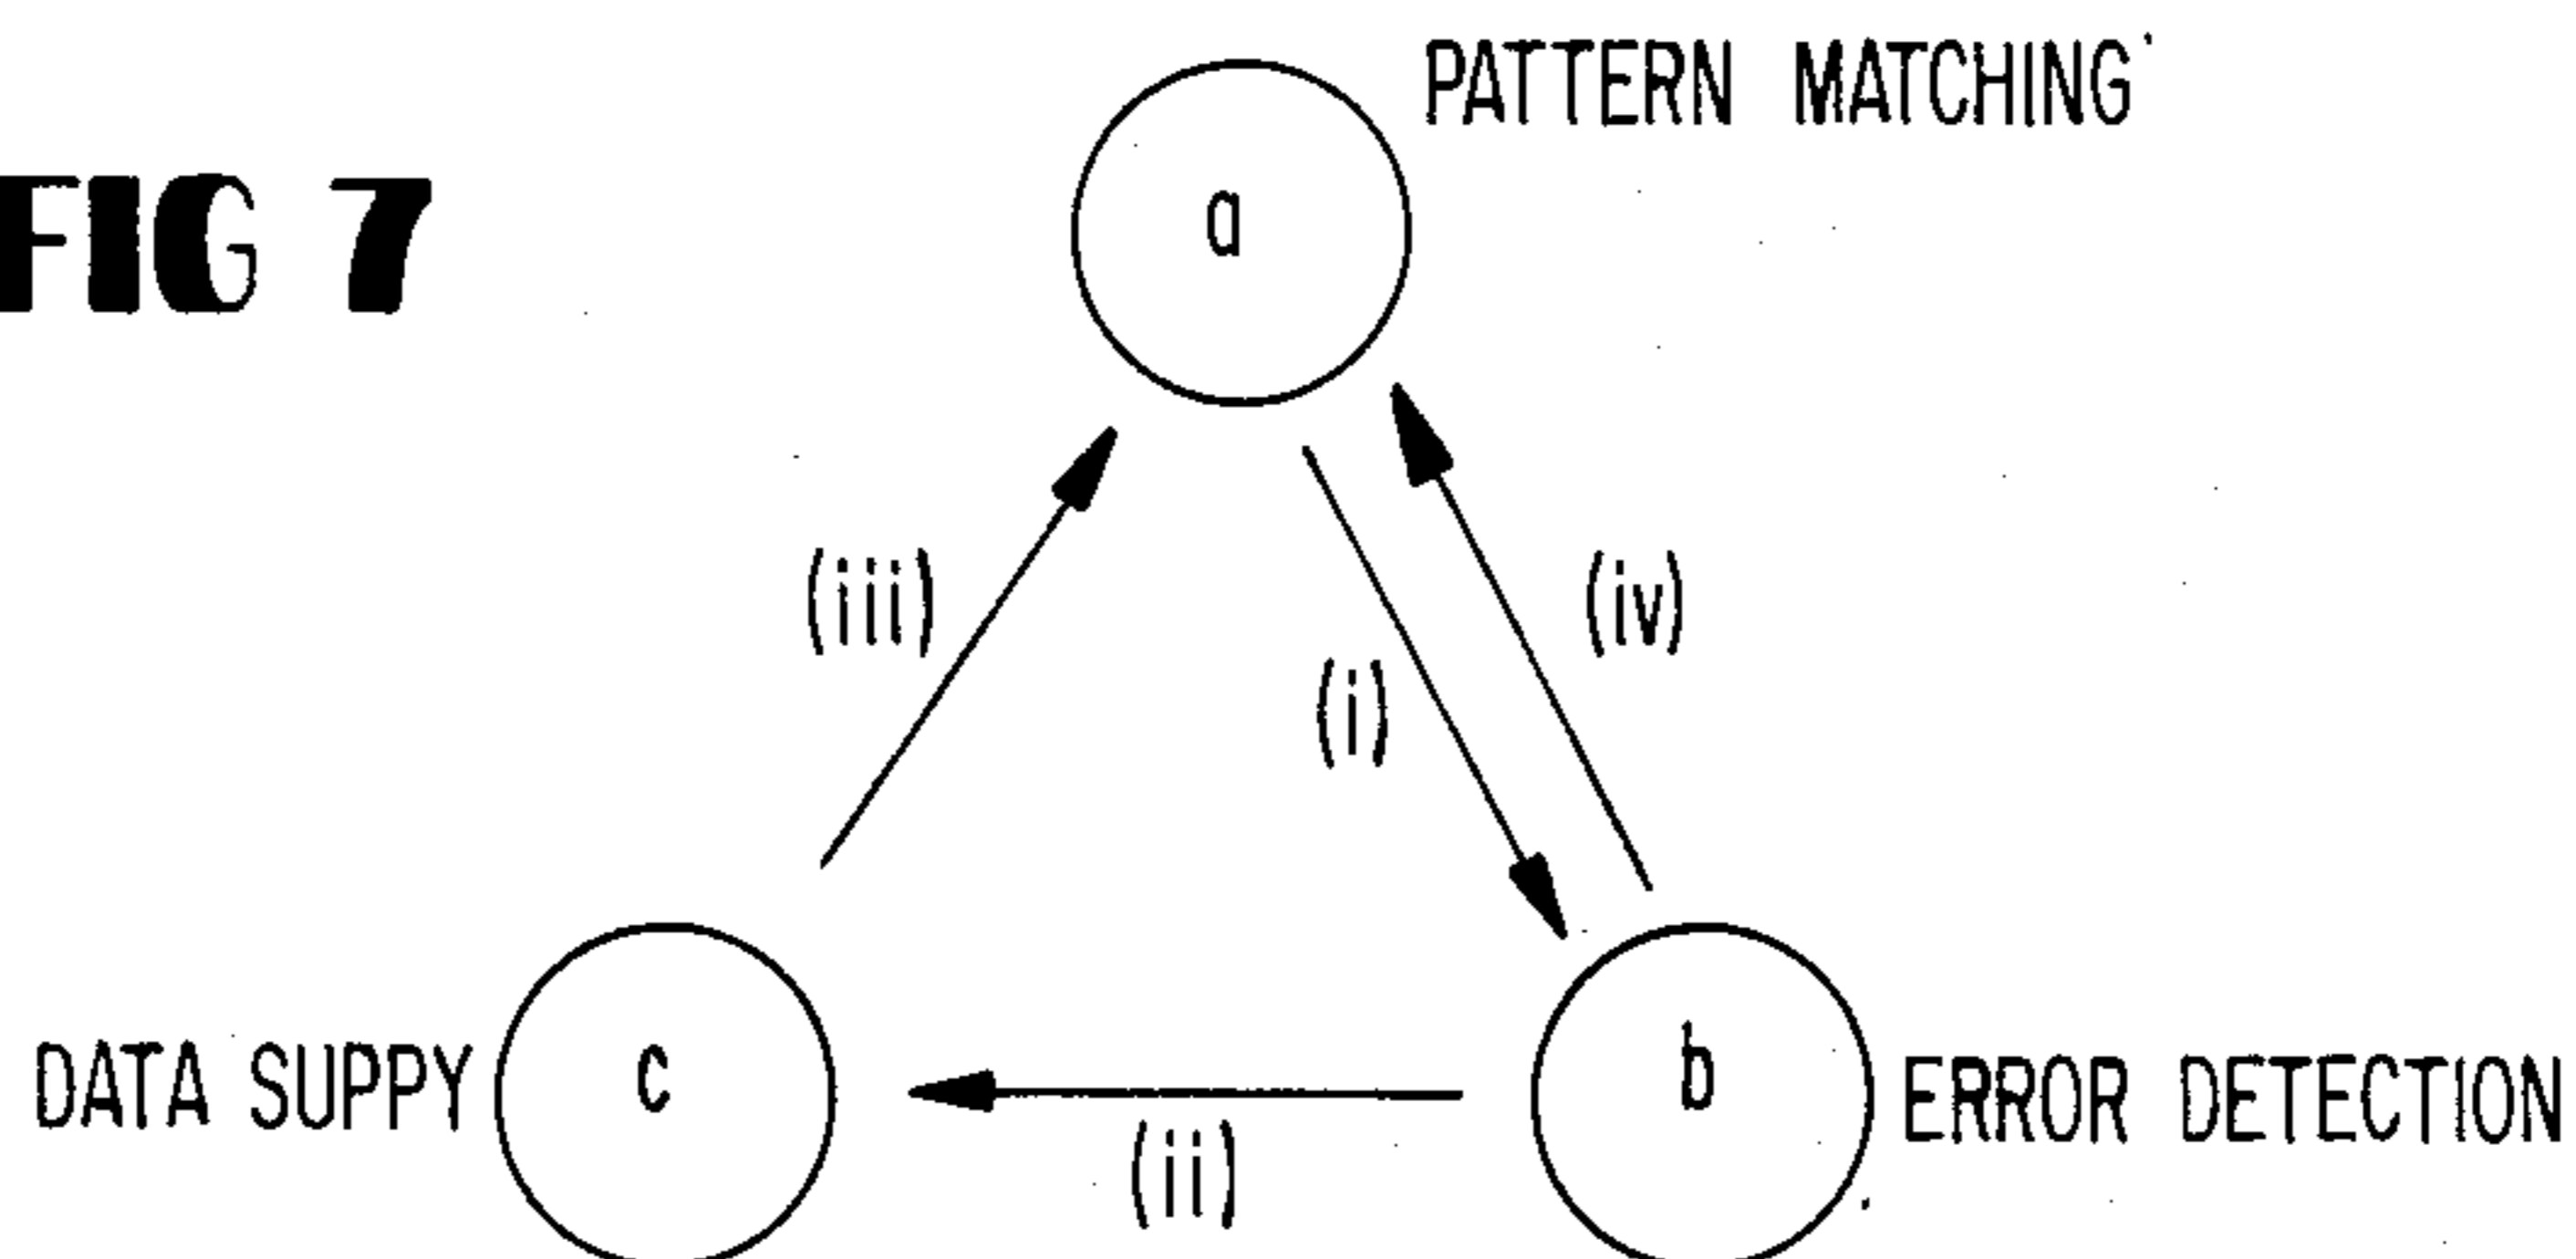 PATTERN MATCHING
FIG 7
a
(iii)
(iv)
(i)
DATA SUPPY
c
b
ERROR DETECTION
(ii)